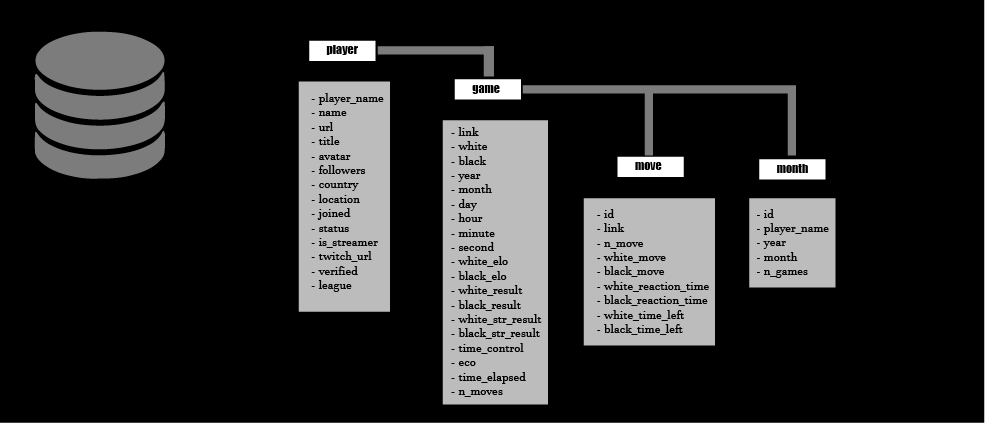 player
- player_name
- name
- url
- title
- avatar
- followers
- country
- location
- joined
- status
- is_streamer
- twitch_url
- verified
- league
game
- link
- white
- black
- year
- month
- day
- hour
- minute
- second
- white_elo
- black_elo
- white_result
- black_result
- white_str_result
- black_str_result
- time_control
- eco
- time_elapsed
- n_moves
move
- id
- link
- n_move
- white_move
- black_move
- white_reaction_time
- black_reaction_time
- white_time_left
- black_time_left
month
- id
- player_name
- year
- month
- n_games